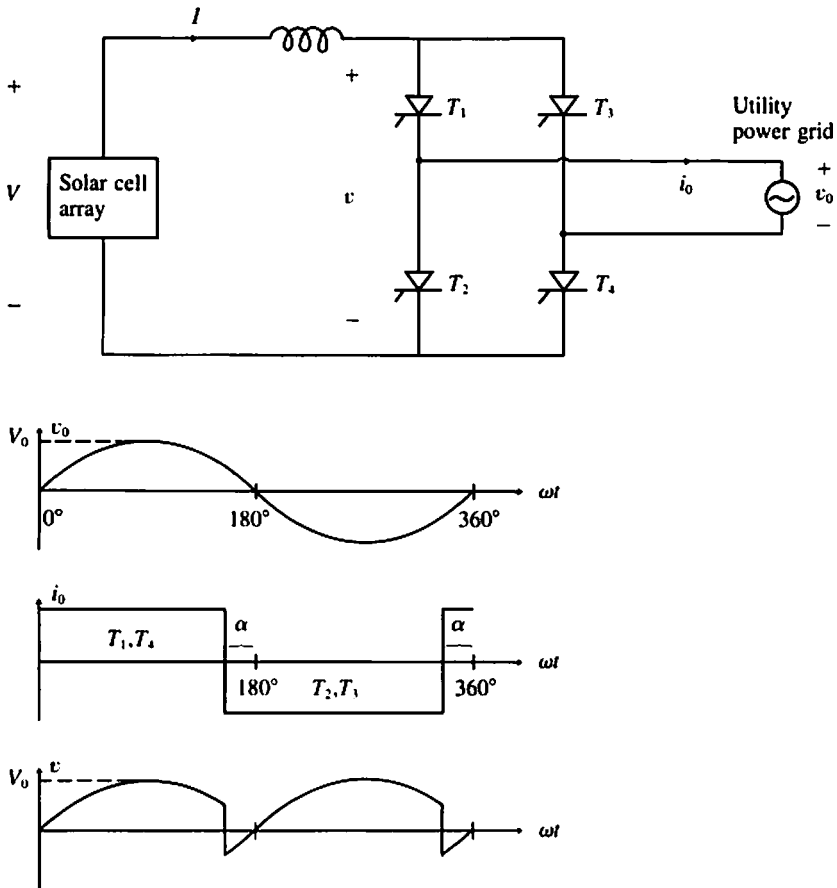 I
+ + T₁ T₃ Utility power grid
V Solar cell array v i₀ + v₀ −
− − T₂ T₄
V₀ v₀
0° 180° 360° ωt
i₀
T₁,T₄ α α
180° T₂,T₃ 360° ωt
V₀ v
ωt